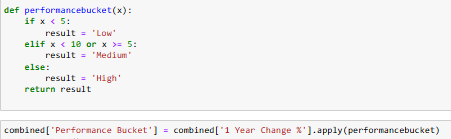 def performancebucket(x):
    if x < 5:
        result = 'Low'
    elif x < 10 or x >= 5:
        result = 'Medium'
    else:
        result = 'High'
    return result
combined['Performance Bucket'] = combined['1 Year Change %'].apply(performancebucket)